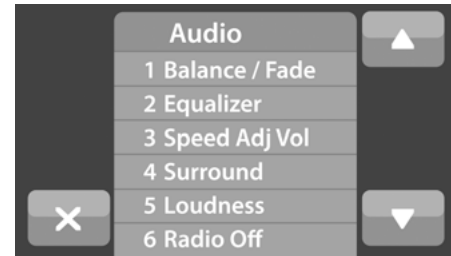 Audio
1 Balance / Fade
2 Equalizer
3 Speed Adj Vol
4 Surround
5 Loudness
6 Radio Off